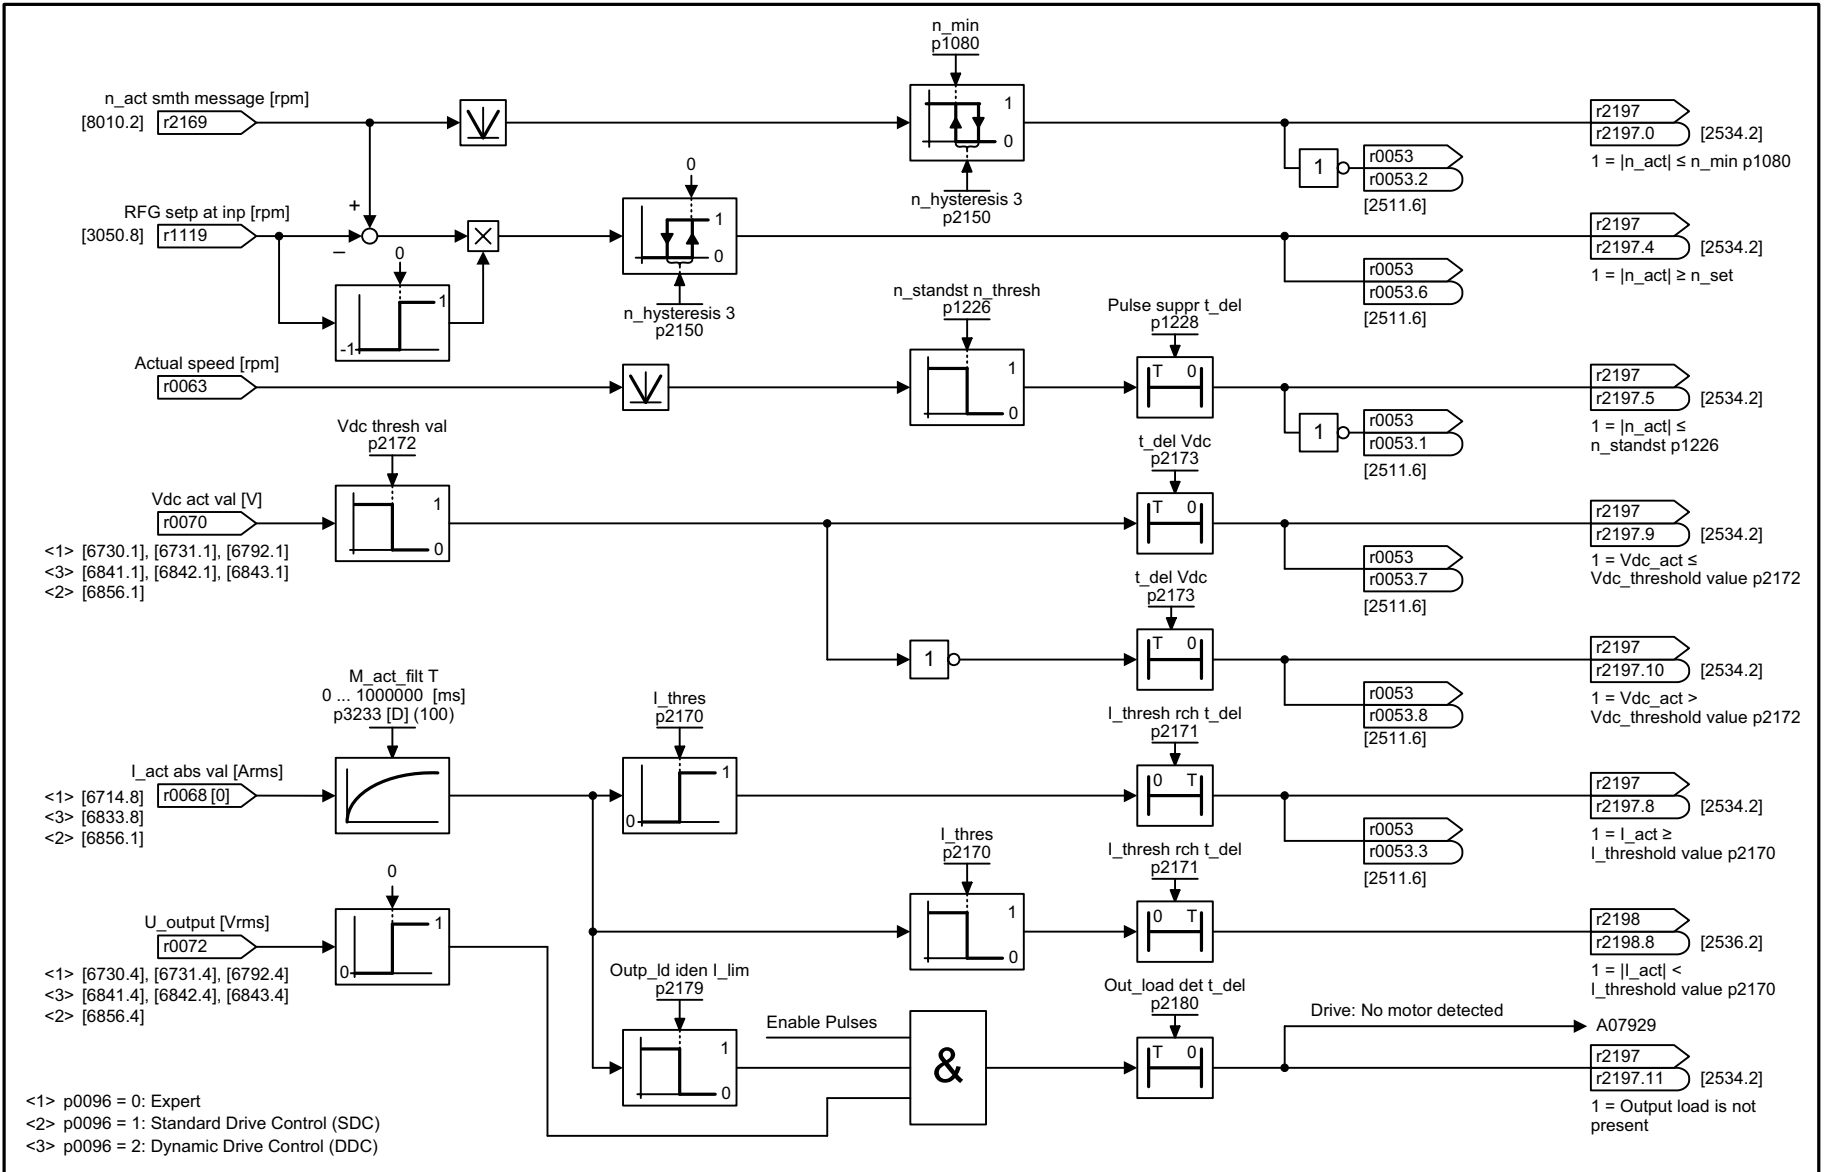 n_min
p1080
n_act smth message [rpm]
[8010.2] r2169
1
0
n_hysteresis 3
p2150
r2197
r2197.0 [2534.2]
1 = |n_act| ≤ n_min p1080
1
r0053
r0053.2
[2511.6]
RFG setp at inp [rpm]
[3050.8] r1119
+
–
0
1
-1
0
1
0
n_hysteresis 3
p2150
r2197
r2197.4 [2534.2]
1 = |n_act| ≥ n_set
r0053
r0053.6
[2511.6]
Actual speed [rpm]
r0063
n_standst n_thresh
p1226
1
0
Pulse suppr t_del
p1228
T 0
r2197
r2197.5 [2534.2]
1 = |n_act| ≤
n_standst p1226
1
r0053
r0053.1
[2511.6]
Vdc thresh val
p2172
Vdc act val [V]
r0070
<1> [6730.1], [6731.1], [6792.1]
<3> [6841.1], [6842.1], [6843.1]
<2> [6856.1]
1
0
t_del Vdc
p2173
T 0
r2197
r2197.9 [2534.2]
1 = Vdc_act ≤
Vdc_threshold value p2172
r0053
r0053.7
[2511.6]
1
t_del Vdc
p2173
T 0
r2197
r2197.10 [2534.2]
1 = Vdc_act >
Vdc_threshold value p2172
r0053
r0053.8
[2511.6]
M_act_filt T
0 ... 1000000 [ms]
p3233 [D] (100)
I_act abs val [Arms]
r0068 [0]
<1> [6714.8]
<3> [6833.8]
<2> [6856.1]
I_thres
p2170
1
0
I_thresh rch t_del
p2171
0 T
r2197
r2197.8 [2534.2]
1 = I_act ≥
I_threshold value p2170
r0053
r0053.3
[2511.6]
I_thres
p2170
1
0
I_thresh rch t_del
p2171
0 T
r2198
r2198.8 [2536.2]
1 = |I_act| <
I_threshold value p2170
0
U_output [Vrms]
r0072
1
0
<1> [6730.4], [6731.4], [6792.4]
<3> [6841.4], [6842.4], [6843.4]
<2> [6856.4]
Outp_ld iden I_lim
p2179
1
0
Enable Pulses
&
Out_load det t_del
p2180
T 0
Drive: No motor detected
A07929
r2197
r2197.11 [2534.2]
1 = Output load is not
present
<1> p0096 = 0: Expert
<2> p0096 = 1: Standard Drive Control (SDC)
<3> p0096 = 2: Dynamic Drive Control (DDC)